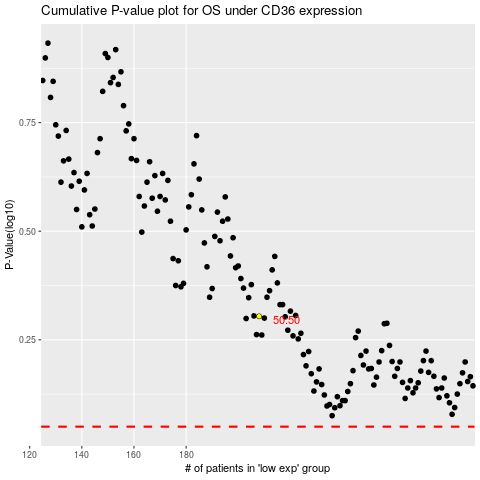 Cumulative P-value plot for OS under CD36 expression
P-Value(log10)
0.75
0.50
0.25
50:50
120
140
160
180
# of patients in 'low exp' group